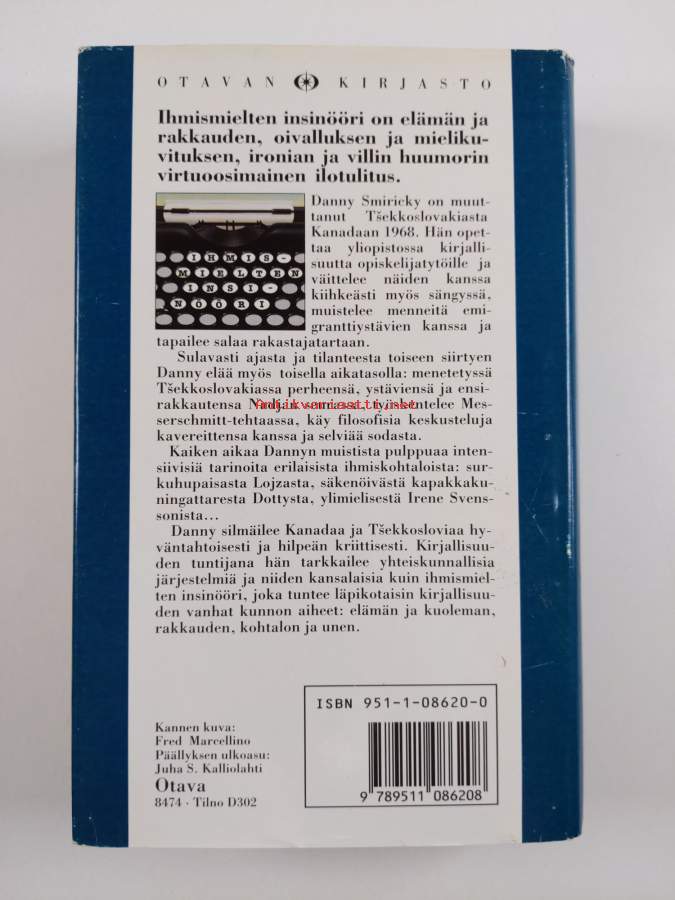 OTAVAN KIRJASTO
Ihmismielten insinööri on elämän ja
rakkauden, oivalluksen ja mieliku-
vituksen, ironian ja villin huumorin
virtuoosimainen ilotulitus.
IHMIS-
MIELTEN
INSI-
NÖÖRI
Danny Smiricky on muut-
tanut Tšekkoslovakiasta
Kanadaan 1968. Hän opet-
taa yliopistossa kirjalli-
suutta opiskelijatytöille ja
väittelee näiden kanssa
kiihkeästi myös sängyssä,
muistelee menneitä emi-
granttiystävien kanssa ja
tapailee salaa rakastajatartaan.
Sulavasti ajasta ja tilanteesta toiseen siirtyen
Danny elää myös toisella aikatasolla: menetetyssä
Tšekkoslovakiassa perheensä, ystäviensä ja ensi-
rakkautensa Nadjan seurassa, työskentelee Mes-
Antikvariaatti.net
serschmitt-tehtaassa, käy filosofisia keskusteluja
kavereittensa kanssa ja selviää sodasta.
Kaiken aikaa Dannyn muistista pulppuaa inten-
siivisiä tarinoita erilaisista ihmiskohtaloista: sur-
kuhupaisasta Lojzasta, säkenöivästä kapakkaku-
ningattaresta Dottysta, ylimielisestä Irene Svens-
sonista...
Danny silmäilee Kanadaa ja Tšekkosloviaa hy-
väntahtoisesti ja hilpeän kriittisesti. Kirjallisuu-
den tuntijana hän tarkkailee yhteiskunnallisia
järjestelmiä ja niiden kansalaisia kuin ihmismiel-
ten insinööri, joka tuntee läpikotaisin kirjallisuu-
den vanhat kunnon aiheet: elämän ja kuoleman,
rakkauden, kohtalon ja unen.
Kannen kuva:
Fred Marcellino
Päällyksen ulkoasu:
Juha S. Kalliolahti
Otava
8474 · Tilno D302
ISBN 951-1-08620-0
9 789511 086208